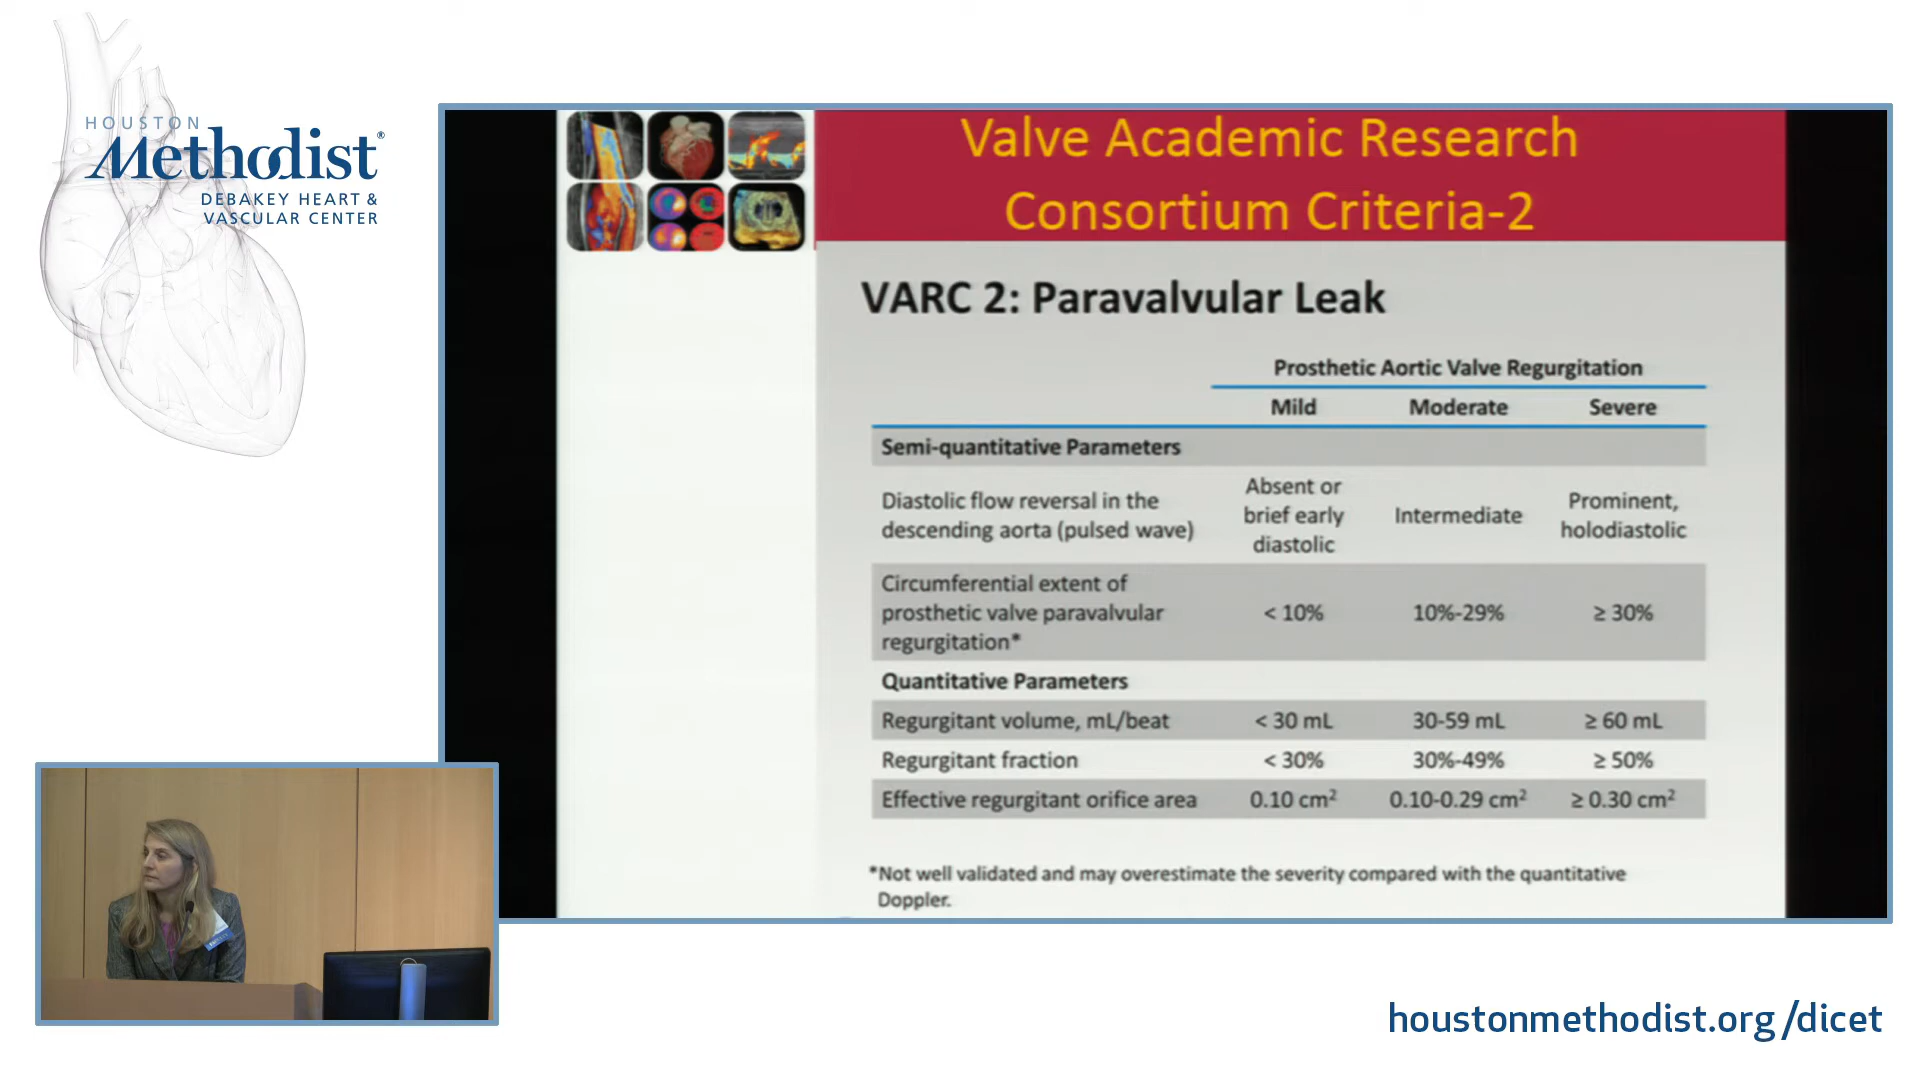 HOUSTON
Methodist®
DEBAKEY HEART &
VASCULAR CENTER
Valve Academic Research
Consortium Criteria-2
VARC 2: Paravalvular Leak
Prosthetic Aortic Valve Regurgitation
Mild Moderate Severe
Semi-quantitative Parameters
Diastolic flow reversal in the descending aorta (pulsed wave) Absent or brief early diastolic Intermediate Prominent, holodiastolic
Circumferential extent of prosthetic valve paravalvular regurgitation* < 10% 10%-29% ≥ 30%
Quantitative Parameters
Regurgitant volume, mL/beat < 30 mL 30-59 mL ≥ 60 mL
Regurgitant fraction < 30% 30%-49% ≥ 50%
Effective regurgitant orifice area 0.10 cm² 0.10-0.29 cm² ≥ 0.30 cm²
*Not well validated and may overestimate the severity compared with the quantitative
Doppler.
houstonmethodist.org/dicet